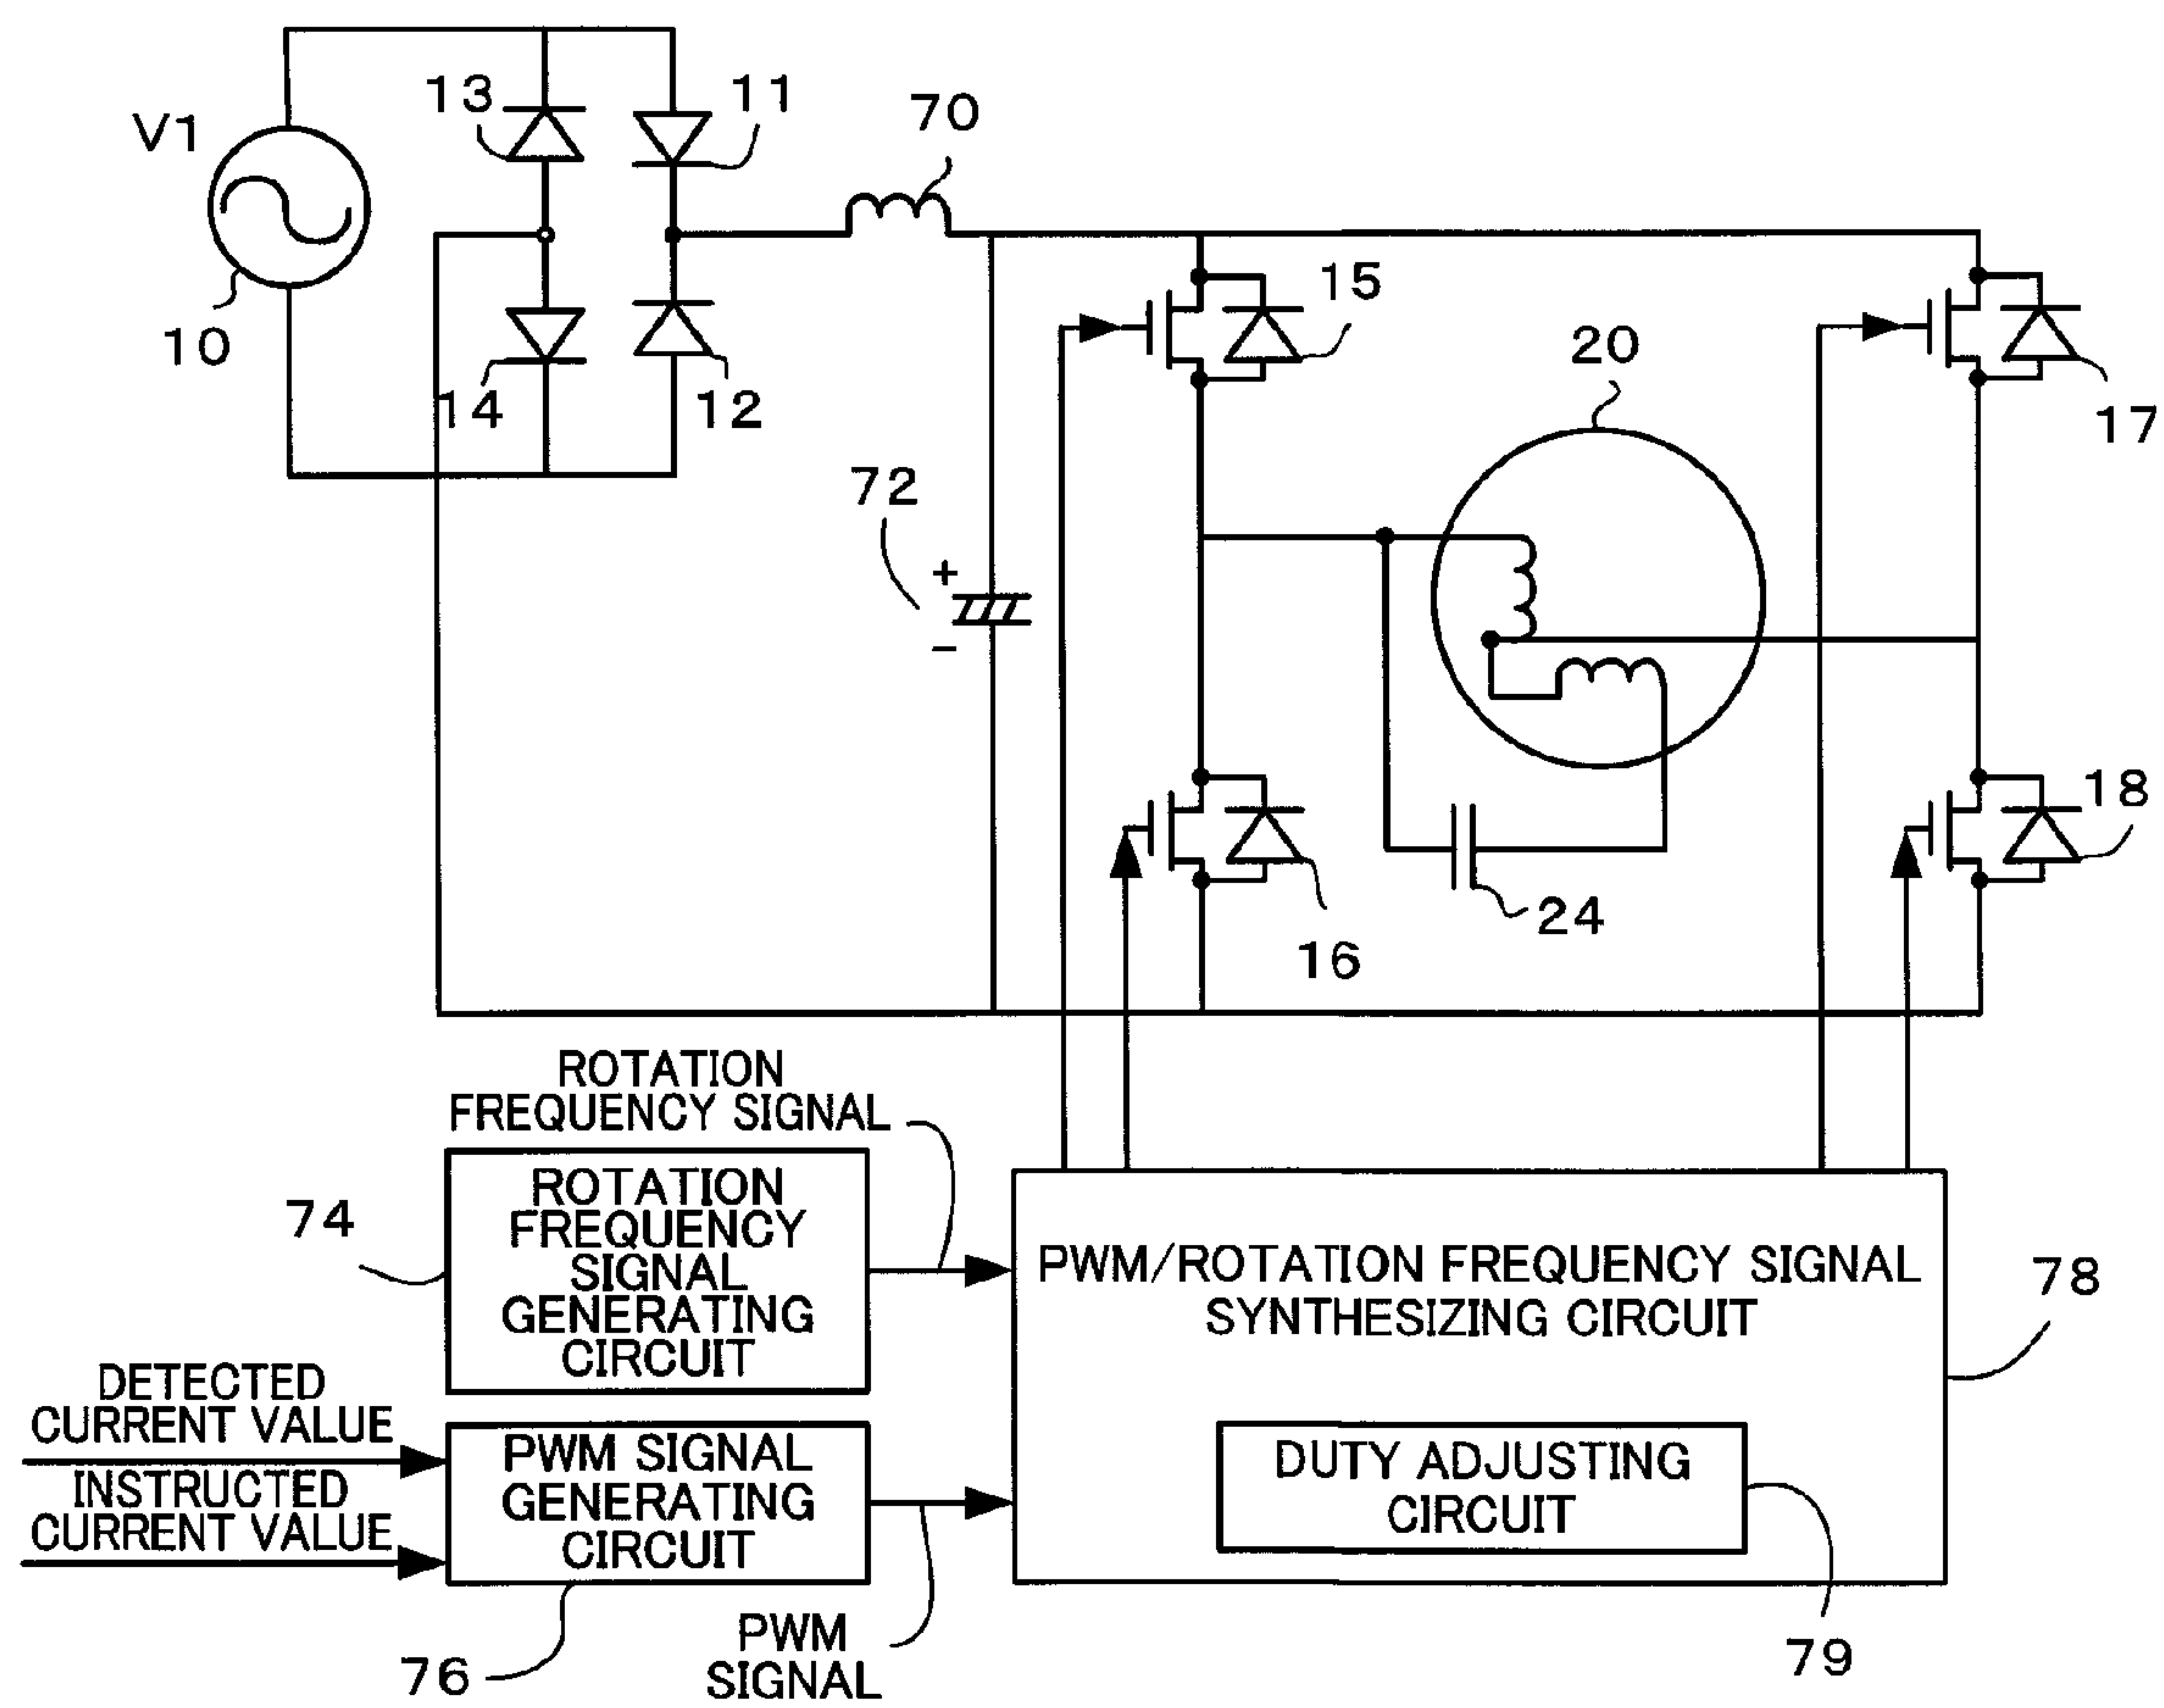 V1
13
11
70
10
14
12
15
20
17
72
+
-
18
24
16
ROTATION
FREQUENCY SIGNAL
ROTATION
FREQUENCY
SIGNAL
GENERATING
CIRCUIT
74
PWM/ROTATION FREQUENCY SIGNAL
SYNTHESIZING CIRCUIT
78
DETECTED
CURRENT VALUE
INSTRUCTED
CURRENT VALUE
PWM SIGNAL
GENERATING
CIRCUIT
DUTY ADJUSTING
CIRCUIT
76
PWM
SIGNAL
79